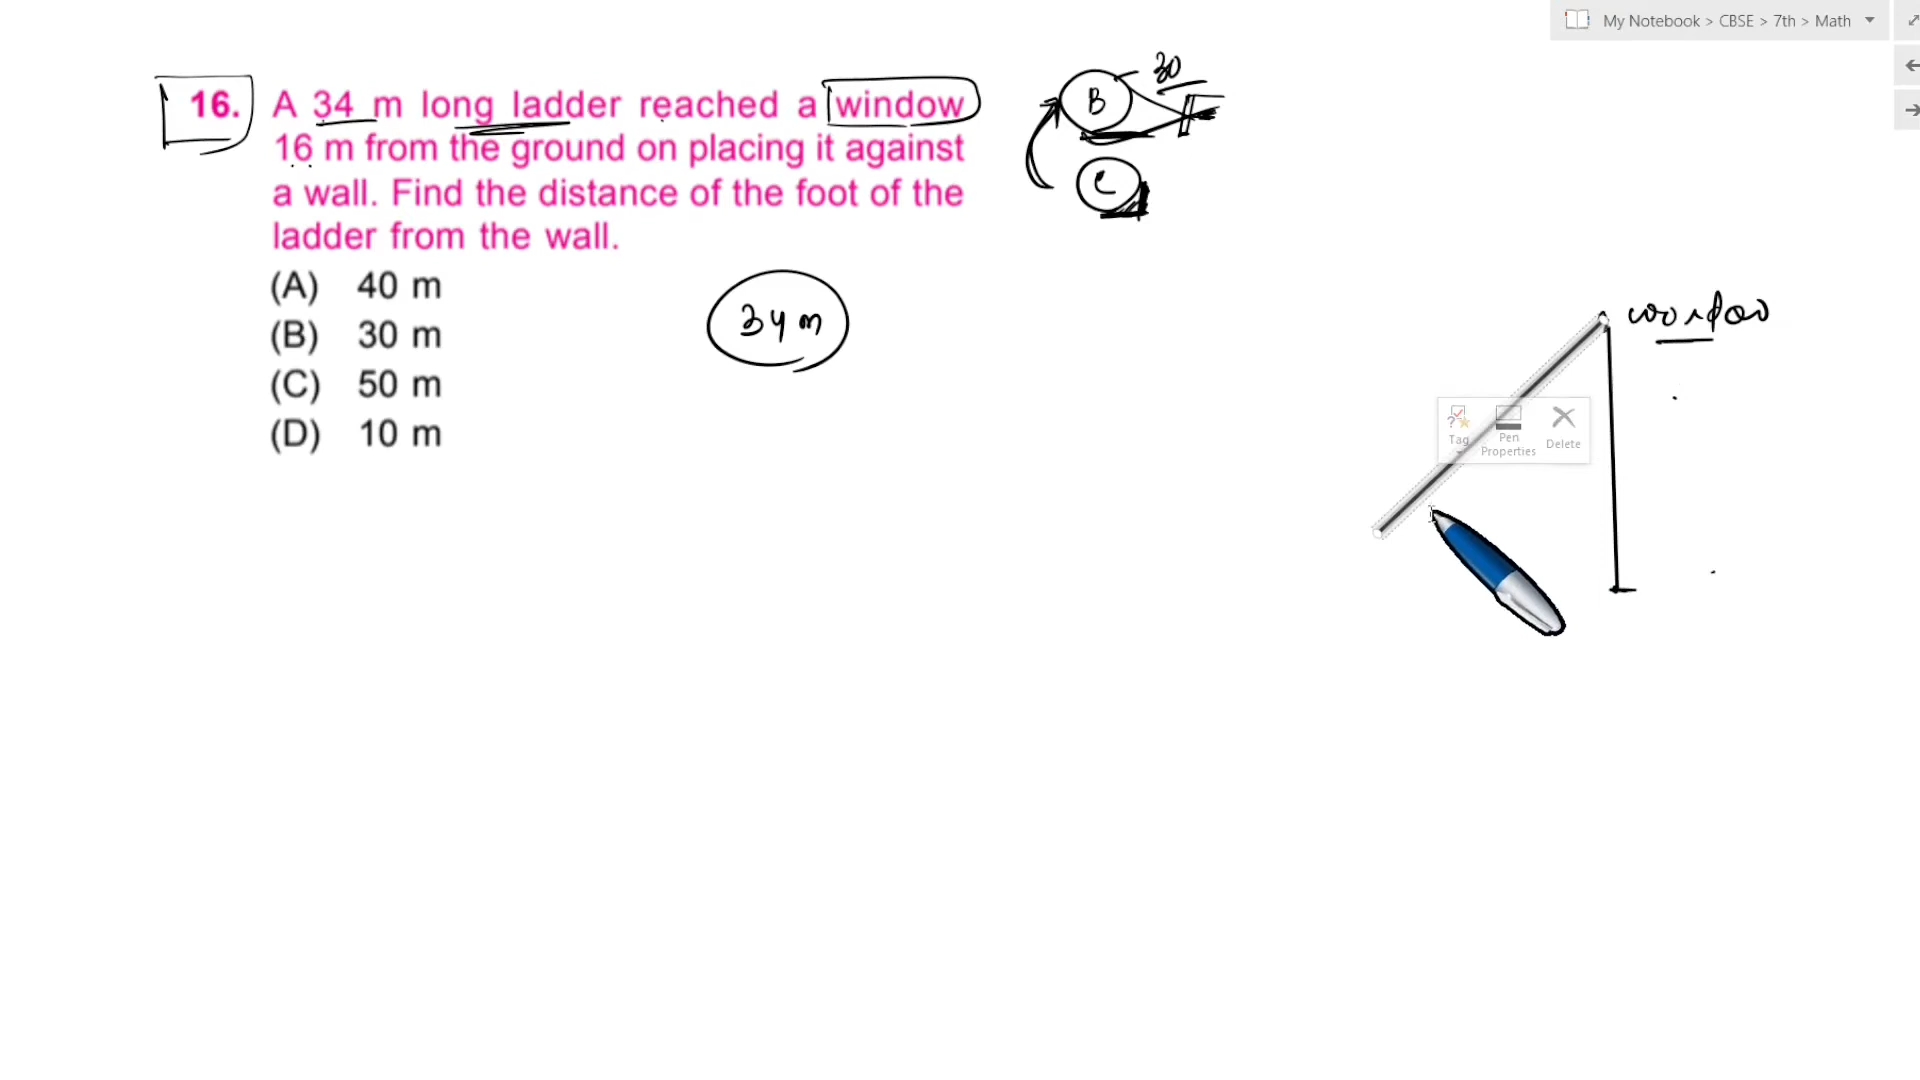 My Notebook > CBSE > 7th > Math
16. A 34 m long ladder reached a window
16 m from the ground on placing it against
a wall. Find the distance of the foot of the
ladder from the wall.
(A) 40 m
(B) 30 m
(C) 50 m
(D) 10 m
B
30
C
34 m
window
Tag
Pen
Properties
Delete